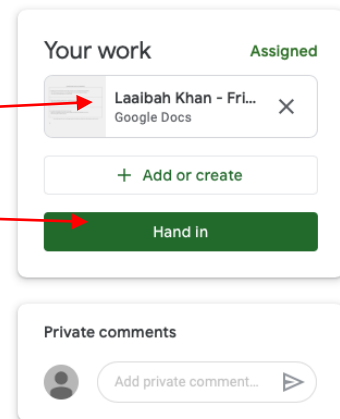 Your work
Assigned
Laaibah Khan - Fri...
Google Docs
+ Add or create
Hand in
Private comments
Add private comment...